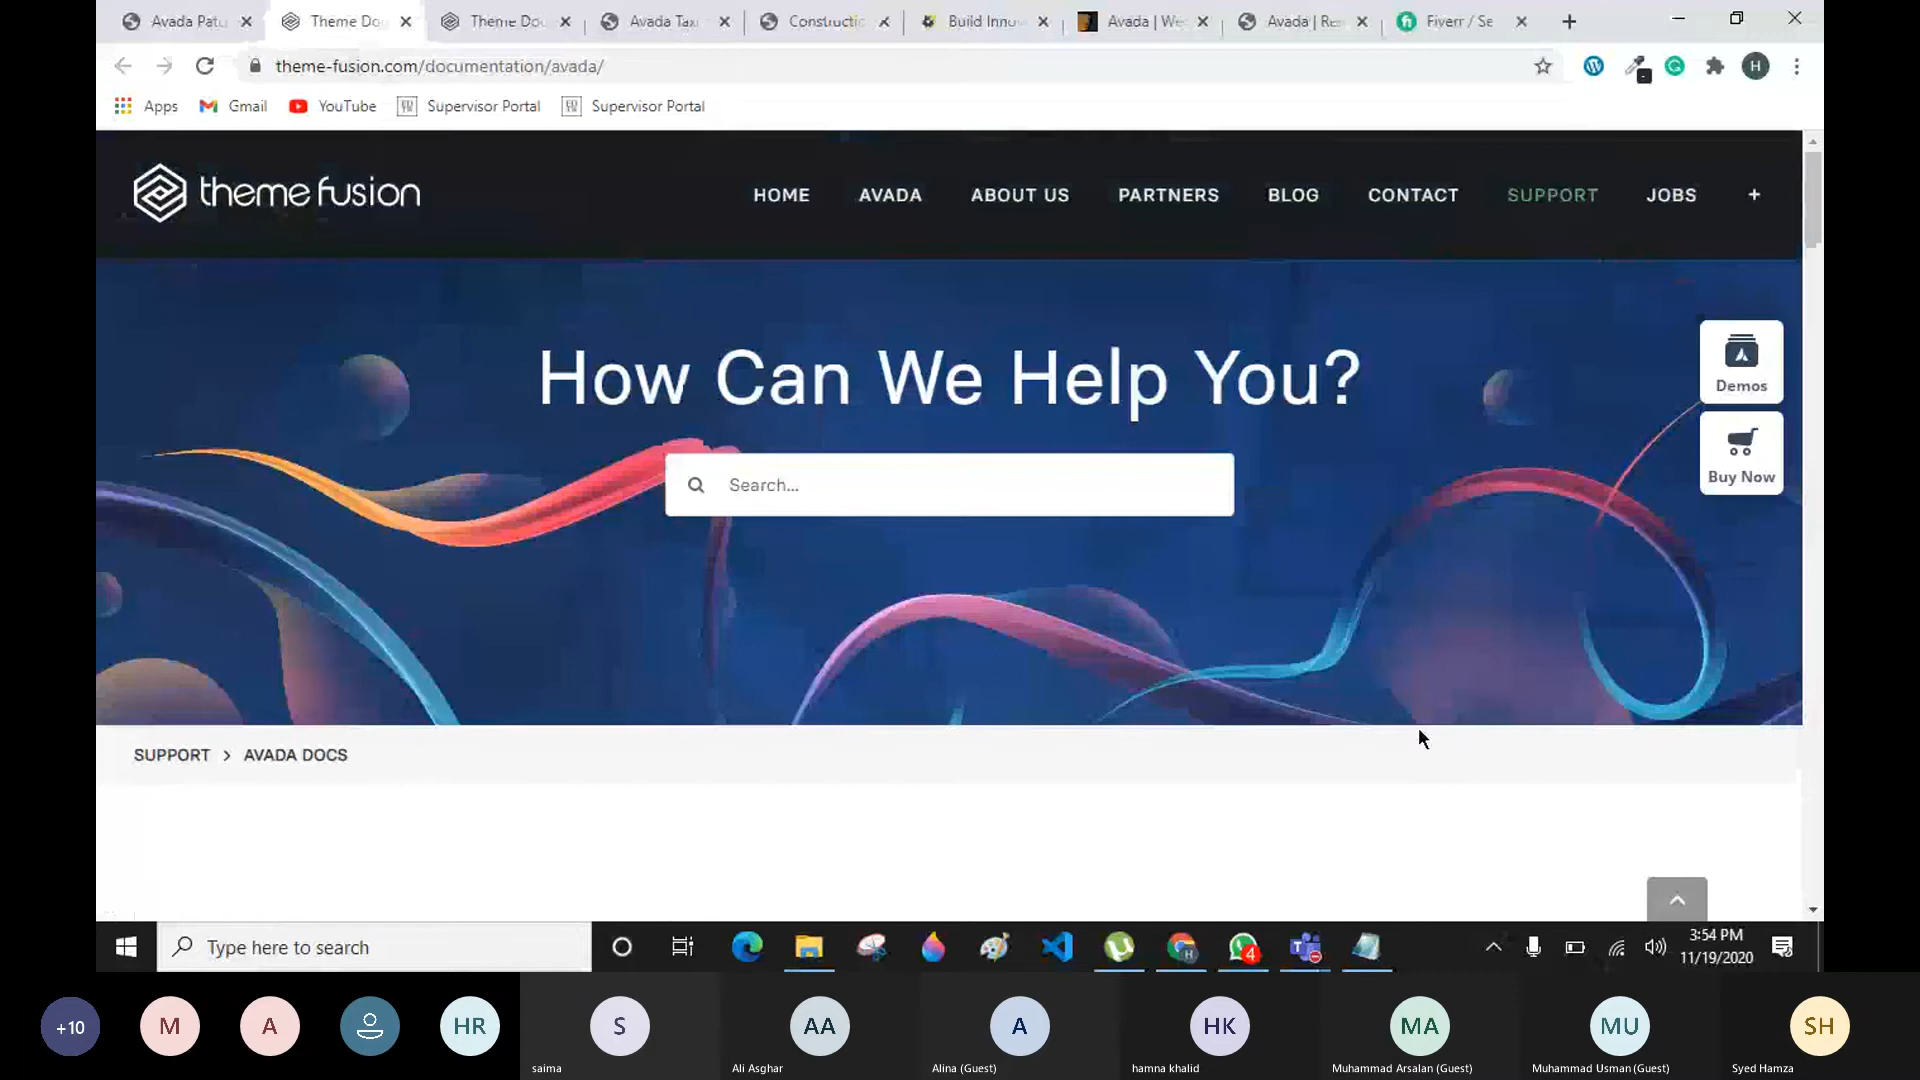 Avada Patu
Theme Do
Theme Do
Avada Tax
Constructio
Build Innov
Avada | We
Avada | Res
Fiverr / Se
theme-fusion.com/documentation/avada/
H
Apps
Gmail
YouTube
Supervisor Portal
Supervisor Portal
theme fusion
HOME
AVADA
ABOUT US
PARTNERS
BLOG
CONTACT
SUPPORT
JOBS
+
How Can We Help You?
Search...
Demos
Buy Now
SUPPORT > AVADA DOCS
Type here to search
4
3:54 PM
11/19/2020
+10
M
A
HR
S
AA
A
HK
MA
MU
SH
saima
Ali Asghar
Alina (Guest)
hamna khalid
Muhammad Arsalan (Guest)
Muhammad Usman (Guest)
Syed Hamza